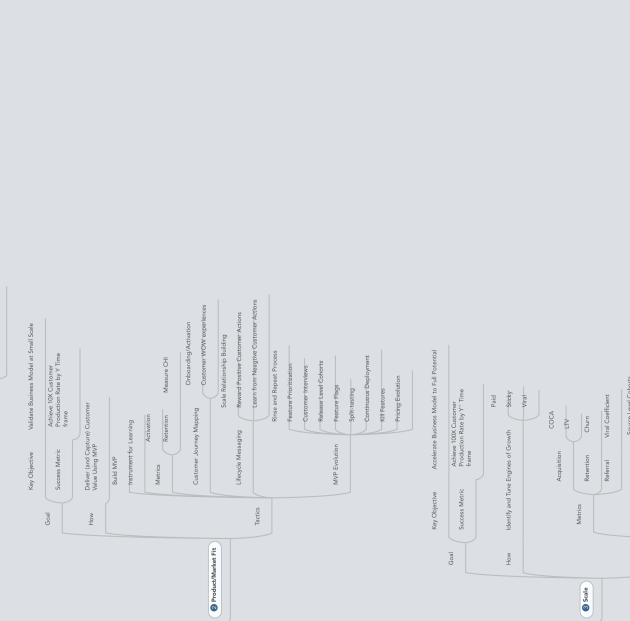 Key Objective
Validate Business Model at Small Scale
Goal
Success Metric
Achieve 10X Customer
Production Rate by Y Time
frame
How
Deliver (and Capture) Customer
Value Using MVP
Build MVP
Instrument for Learning
Metrics
Activation
Retention
Measure CHI
Customer Journey Mapping
Onboarding/Activation
Customer WOW experiences
Scale Relationship Building
Tactics
Lifecycle Messaging
Reward Positive Customer Actions
Learn from Neagtive Customer Actions
Rinse and Repeat Process
MVP Evolution
Feature Prioritization
Customer Interviews
Release Level Cohorts
Feature Flags
Split-testing
Continuous Deployment
Kill Features
Pricing Evolution
2 Product/Market Fit
Key Objective
Accelerate Business Model to Full Potential
Goal
Success Metric
Achieve 100X Customer
frame
How
Identify and Tune Engines of Growth
Paid
Sticky
Viral
Metrics
Acquisition
COCA
LTV
Retention
Churn
Referral
Viral Coefficient
3 Scale